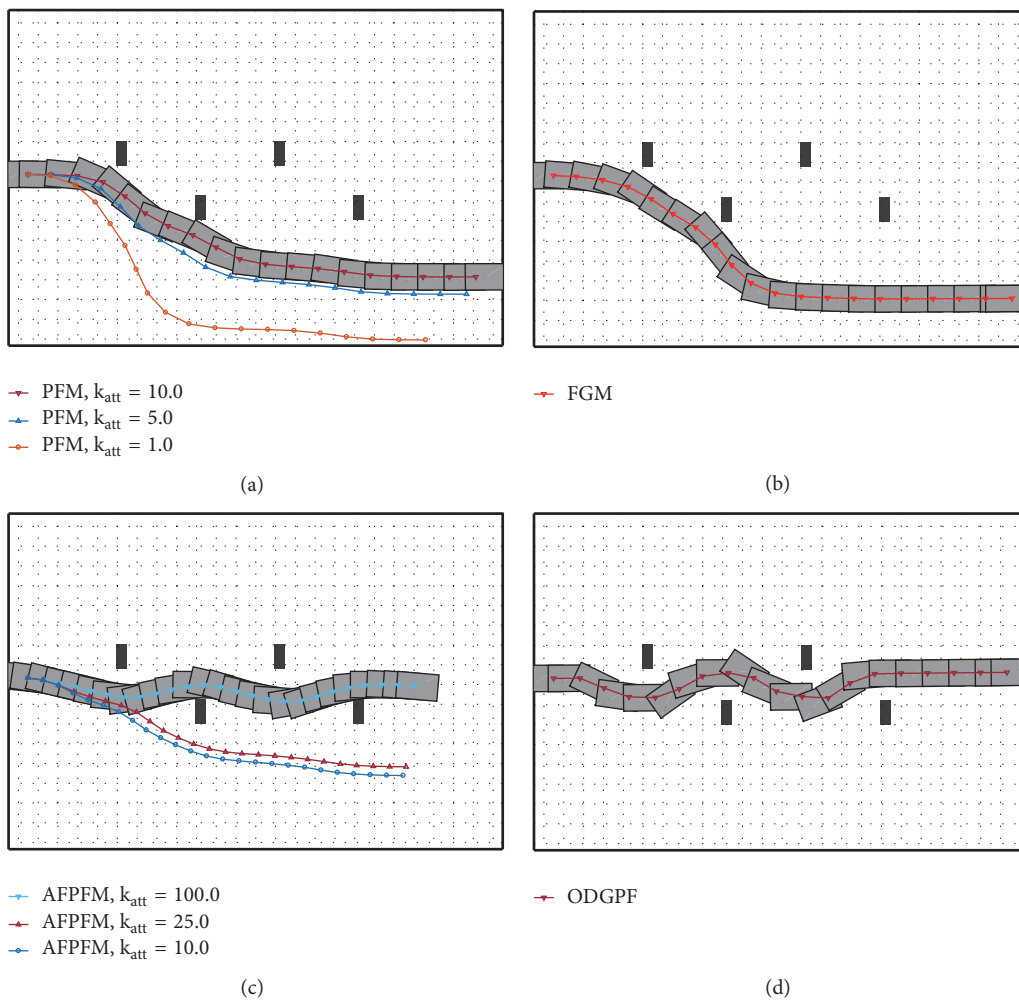 PFM, k_att = 10.0
PFM, k_att = 5.0
PFM, k_att = 1.0
(a)
FGM
(b)
AFPFM, k_att = 100.0
AFPFM, k_att = 25.0
AFPFM, k_att = 10.0
(c)
ODGPF
(d)